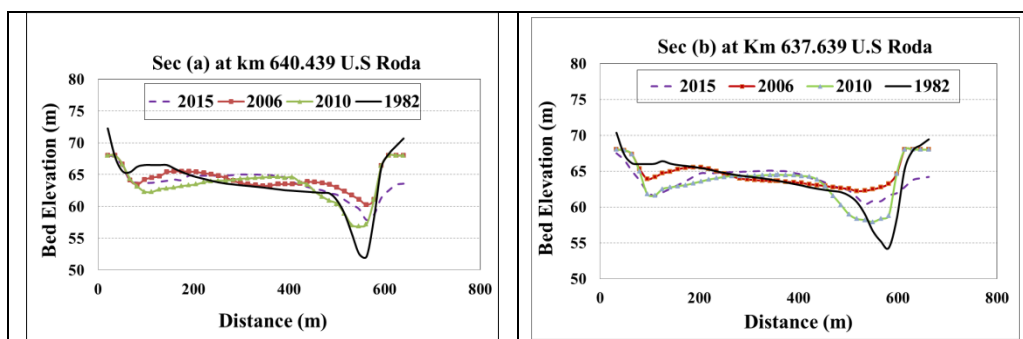 Sec (a) at km 640.439 U.S Roda
80
75
70
65
60
55
50
Bed Elevation (m)
2015 2006 2010 1982
0 200 400 600 800
Distance (m)
Sec (b) at Km 637.639 U.S Roda
80
75
70
65
60
55
50
Bed Elevation (m)
2015 2006 2010 1982
0 200 400 600 800
Distance (m)